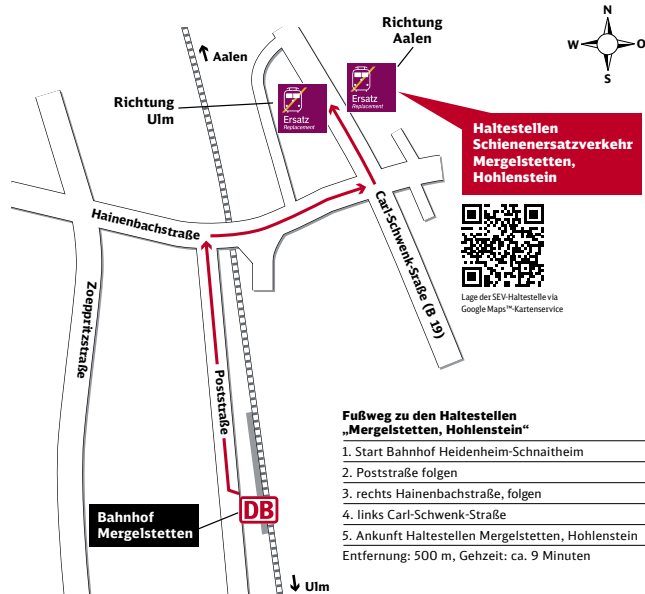 N
W
O
S
Richtung
Aalen
Aalen
Richtung
Ulm
Ersatz
Replacement
Ersatz
Replacement
Haltestellen
Schienenersatzverkehr
Mergelstetten,
Hohlenstein
Hainenbachstraße
Carl-Schwenk-Sraße (B 19)
Lage der SEV-Haltestelle via
Google Maps™-Kartenservice
Zoeppritzstraße
Poststraße
Fußweg zu den Haltestellen
„Mergelstetten, Hohlenstein“
1. Start Bahnhof Heidenheim-Schnaitheim
2. Poststraße folgen
3. rechts Hainenbachstraße, folgen
4. links Carl-Schwenk-Straße
5. Ankunft Haltestellen Mergelstetten, Hohlenstein
Entfernung: 500 m, Gehzeit: ca. 9 Minuten
DB
Bahnhof
Mergelstetten
Ulm